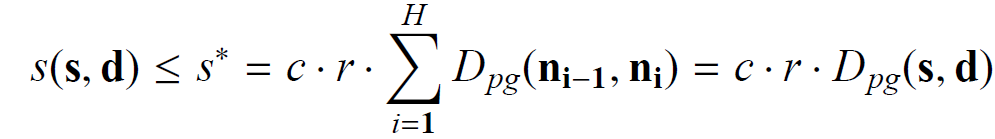 s(s, d) ≤ s* = c · r · ∑_{i=1}^{H} D_{pg}(n_{i−1}, n_i) = c · r · D_{pg}(s, d)